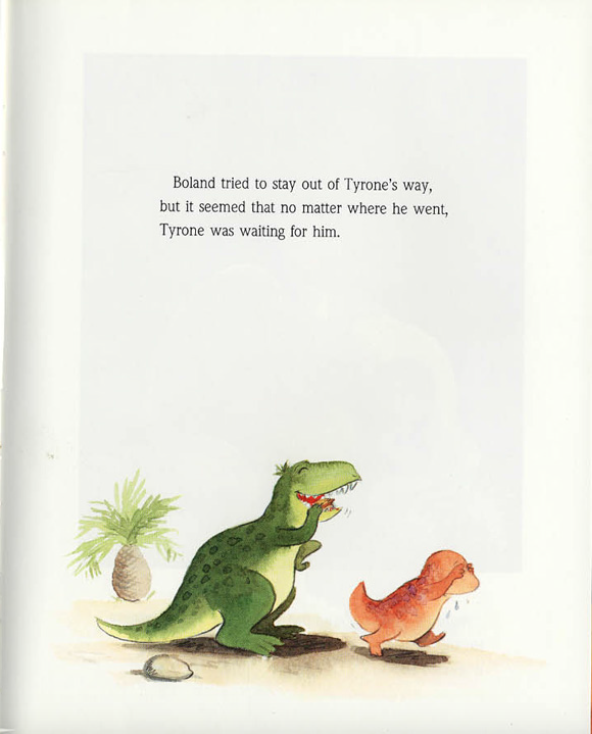 Boland tried to stay out of Tyrone's way,
but it seemed that no matter where he went,
Tyrone was waiting for him.